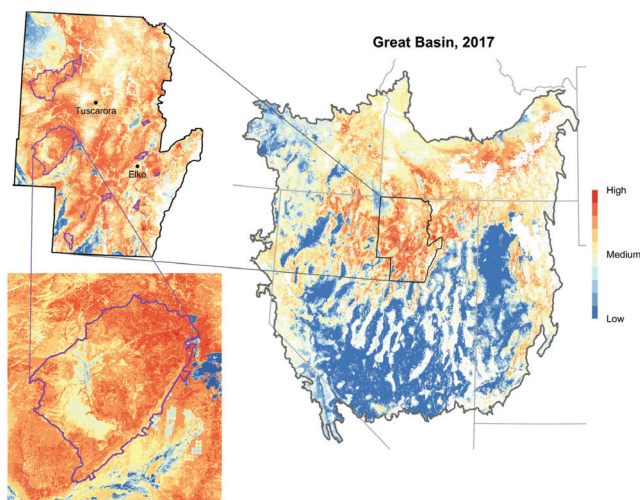 Great Basin, 2017
Tuscarora
Elko
High
Medium
Low